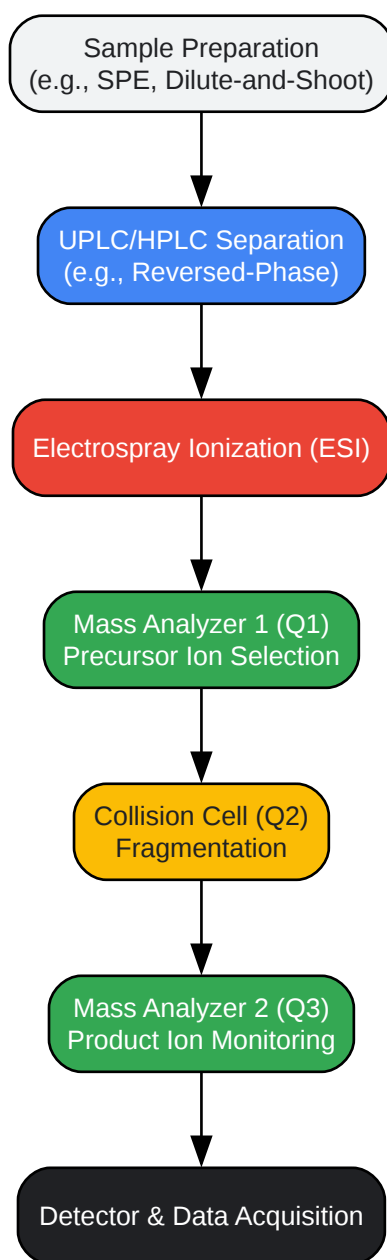 Sample Preparation
(e.g., SPE, Dilute-and-Shoot)
UPLC/HPLC Separation
(e.g., Reversed-Phase)
Electrospray Ionization (ESI)
Mass Analyzer 1 (Q1)
Precursor Ion Selection
Collision Cell (Q2)
Fragmentation
Mass Analyzer 2 (Q3)
Product Ion Monitoring
Detector & Data Acquisition